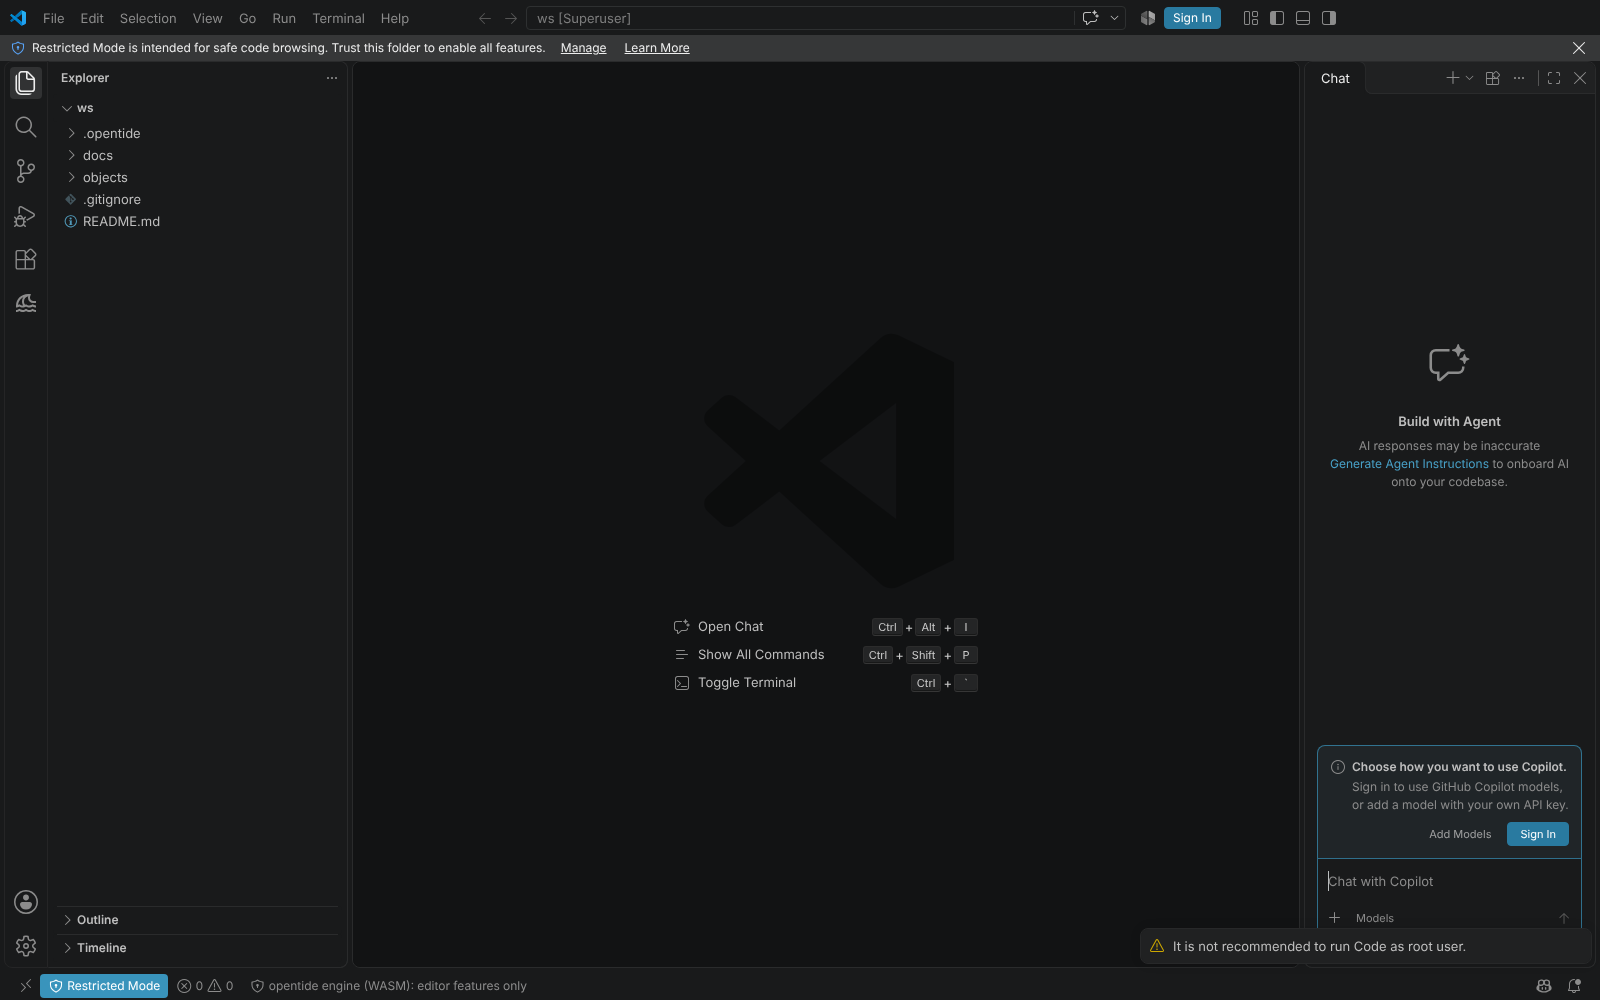 File Edit Selection View Go Run Terminal Help
ws [Superuser]
Sign In
Restricted Mode is intended for safe code browsing. Trust this folder to enable all features. Manage Learn More
Explorer
ws
.opentide
docs
objects
.gitignore
README.md
Outline
Timeline
Open Chat Ctrl + Alt + I
Show All Commands Ctrl + Shift + P
Toggle Terminal Ctrl + `
Chat
Build with Agent
AI responses may be inaccurate
Generate Agent Instructions to onboard AI
onto your codebase.
Choose how you want to use Copilot.
Sign in to use GitHub Copilot models,
or add a model with your own API key.
Add Models Sign In
Chat with Copilot
Models
It is not recommended to run Code as root user.
Restricted Mode 0 0 opentide engine (WASM): editor features only